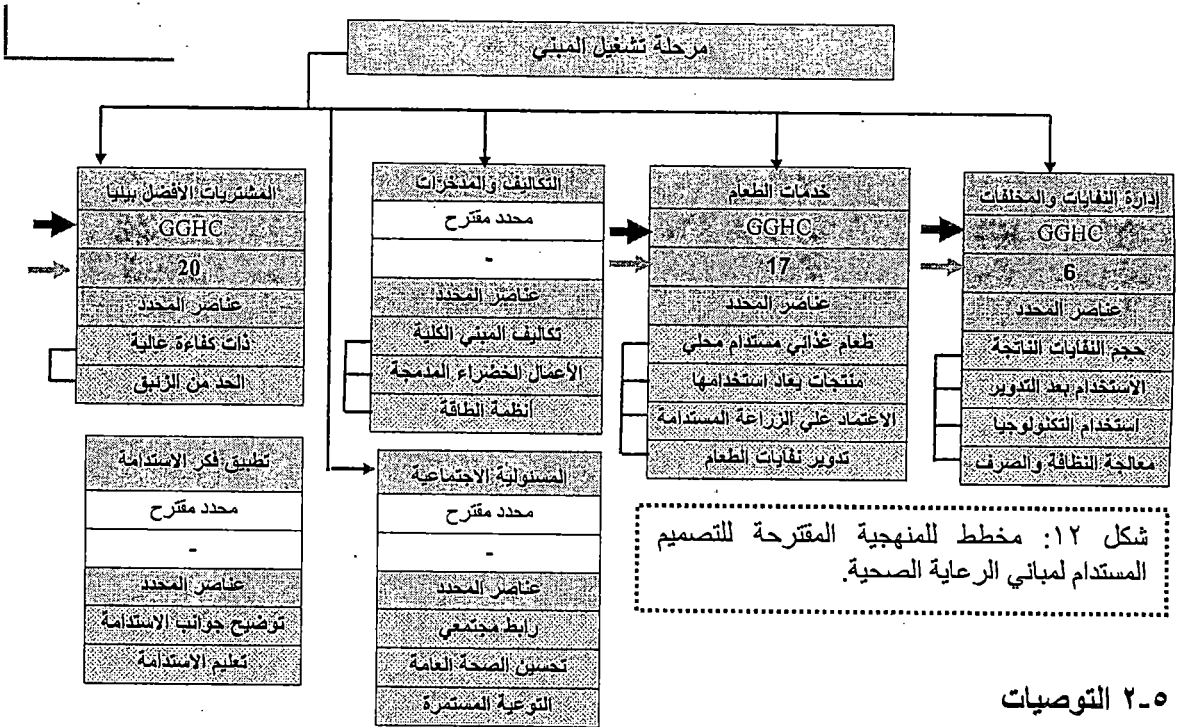 مرحلة تشغيل المبني
إدارة النفايات والمخلفات
GGHC
6
عناصر المحدد
حجم النفايات الناتجة
الاستخدام بعد التدوير
استخدام التكنولوجيا
معالجة النظافة والصرف
خدمات الطعام
GGHC
17
عناصر المحدد
طعام غذائي مستدام محلي
منتجات يعاد استخدامها
الاعتماد علي الزراعة المستدامة
تدوير نفايات الطعام
التكاليف والمدخرات
محدد مقترح
-
عناصر المحدد
تكاليف المبني الكلية
الأعمال الخضراء المدمجة
أنظمة الطاقة
المشتريات الأفضل بيئيا
GGHC
20
عناصر المحدد
ذات كفاءة عالية
الحد من الزئبق
المسئولية الاجتماعية
محدد مقترح
-
عناصر المحدد
رابط مجتمعي
تحسين الصحة العامة
التوعية المستمرة
تطبيق فكر الاستدامة
محدد مقترح
-
عناصر المحدد
توضيح جوانب الاستدامة
تعليم الاستدامة
شكل ١٢: مخطط للمنهجية المقترحة للتصميم
المستدام لمباني الرعاية الصحية.
٥-٢ التوصيات